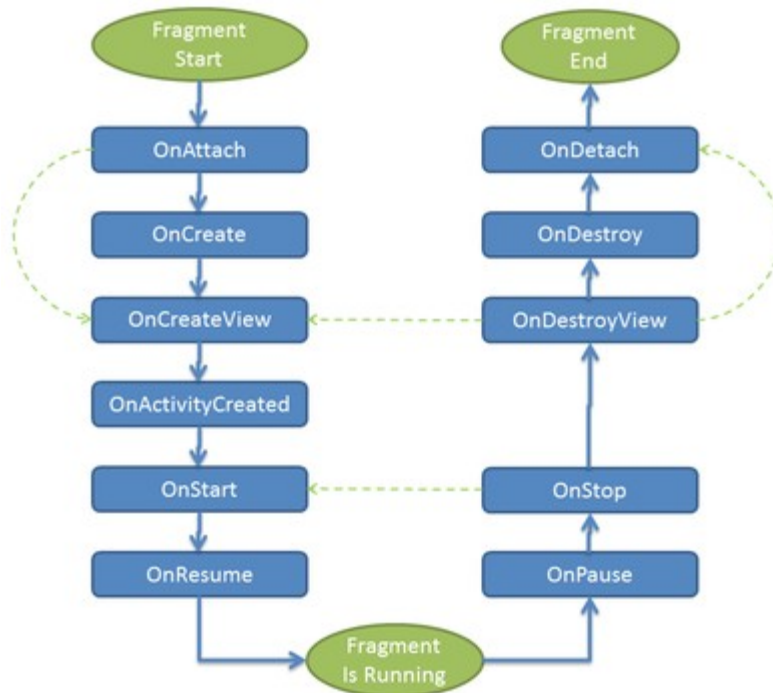 Fragment
Start
OnAttach
OnCreate
OnCreateView
OnActivityCreated
OnStart
OnResume
Fragment
Is Running
OnPause
OnStop
OnDestroyView
OnDestroy
OnDetach
Fragment
End